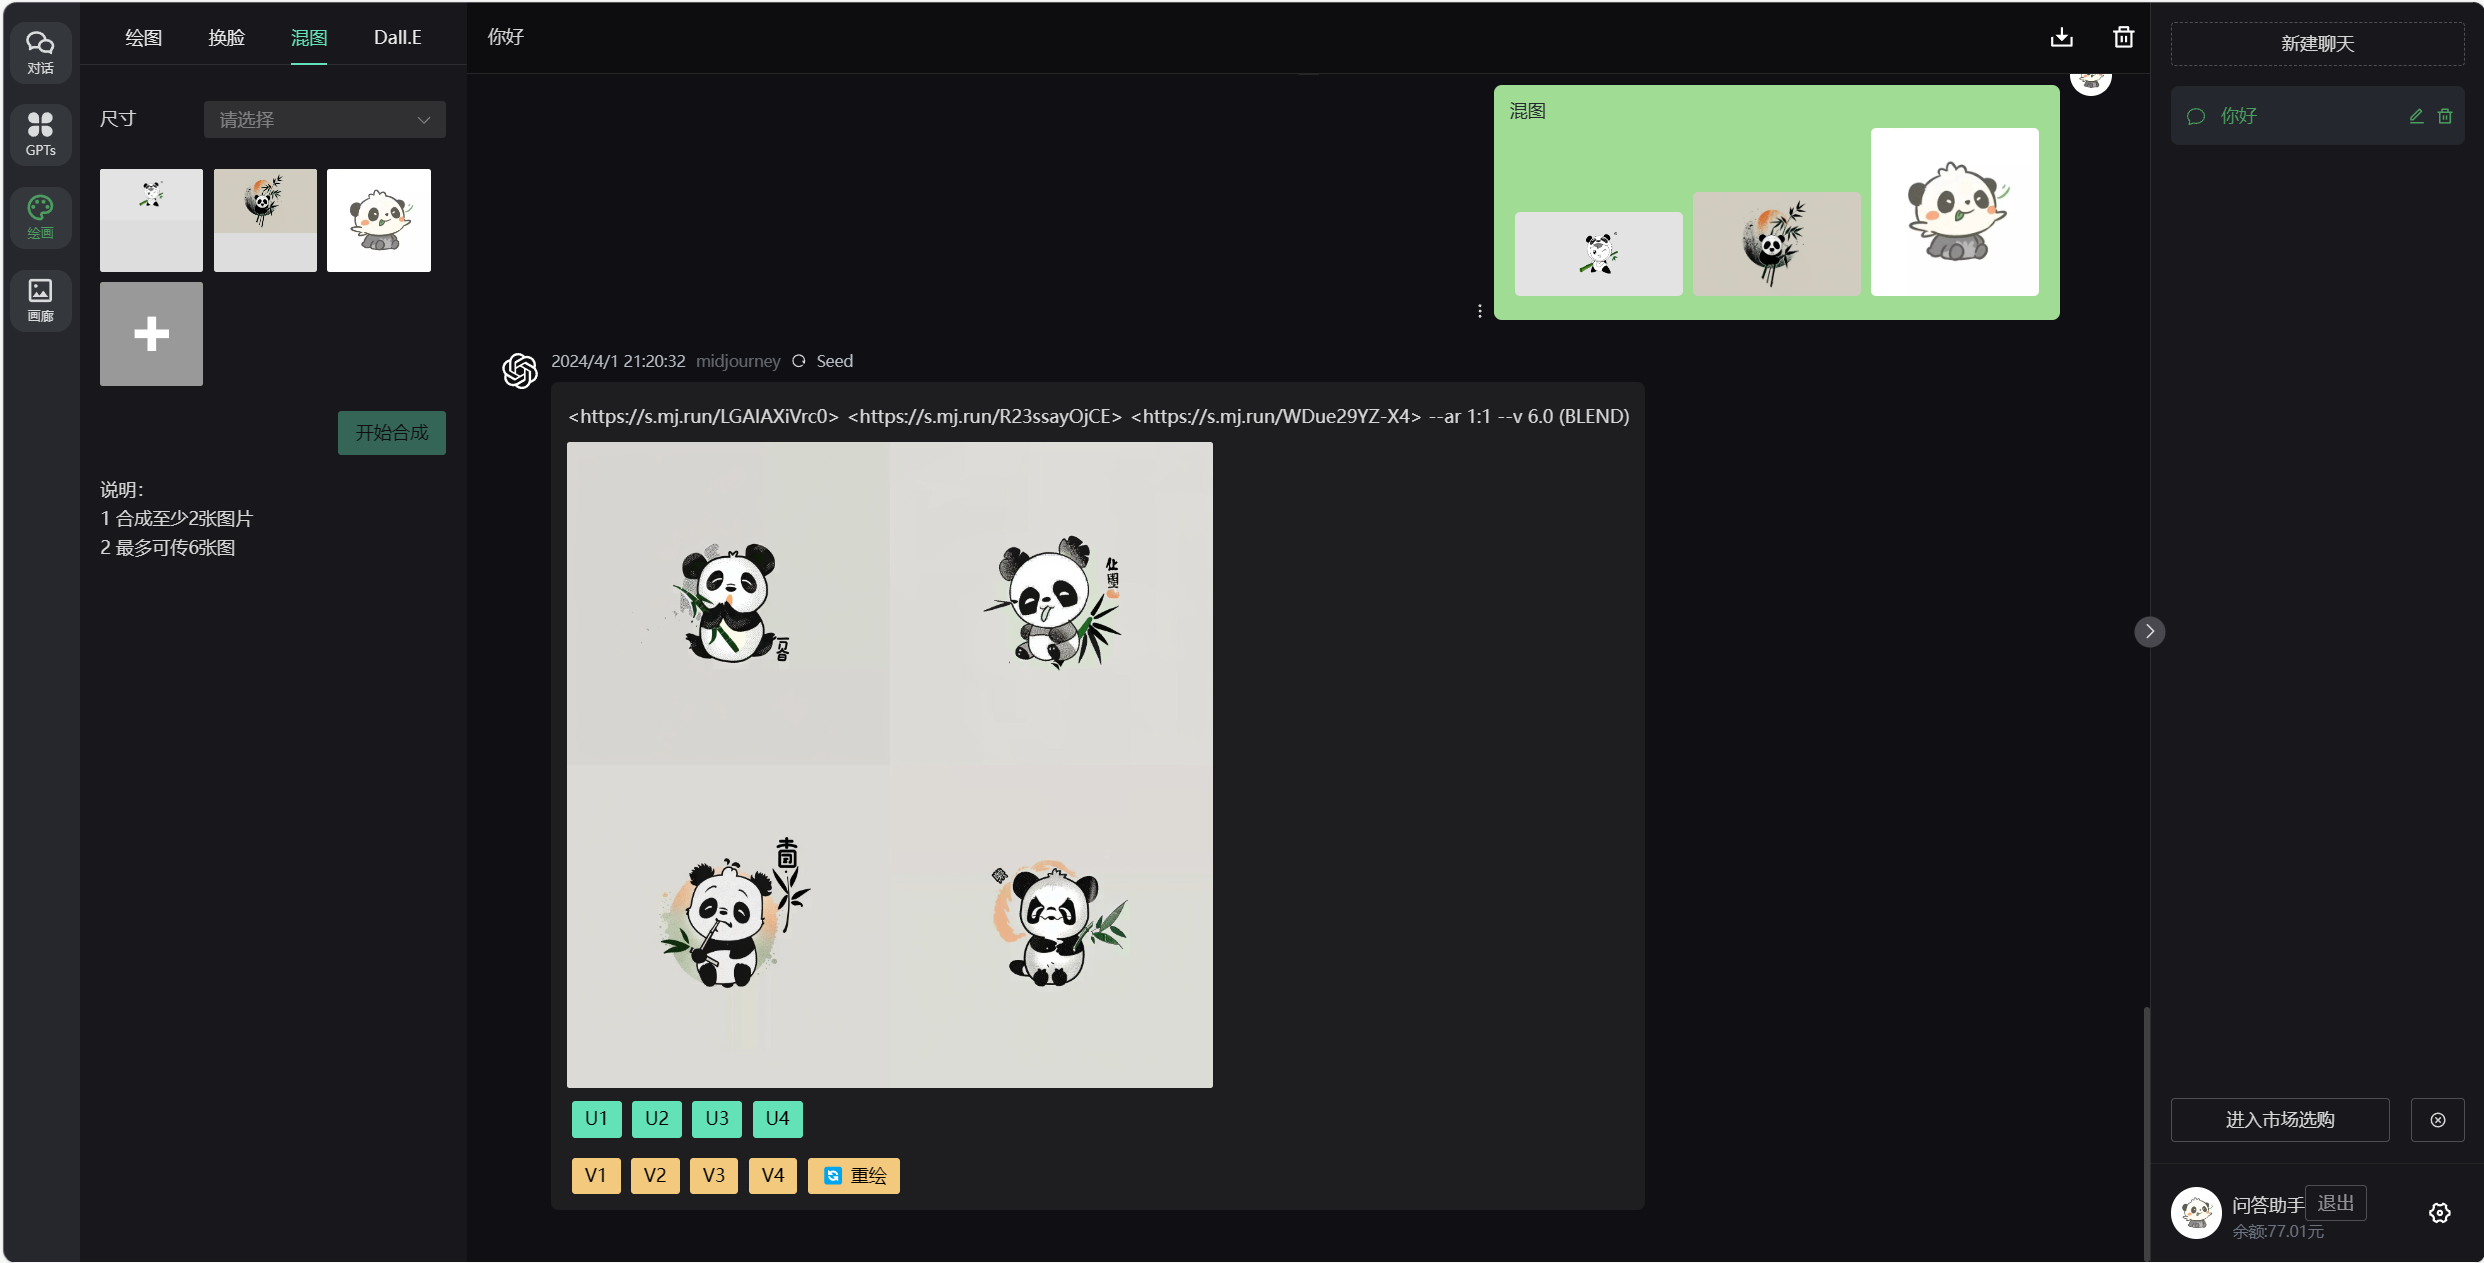 对话
GPTs
绘画
画廊
绘图 换脸 混图 Dall.E
尺寸 请选择
开始合成
说明:
1 合成至少2张图片
2 最多可传6张图
你好
混图
2024/4/1 21:20:32 midjourney Seed
<https://s.mj.run/LGAIAXiVrc0> <https://s.mj.run/R23ssayOjCE> <https://s.mj.run/WDue29YZ-X4> --ar 1:1 --v 6.0 (BLEND)
U1 U2 U3 U4
V1 V2 V3 V4 重绘
新建聊天
你好
进入市场选购
问答助手 退出
余额:77.01元